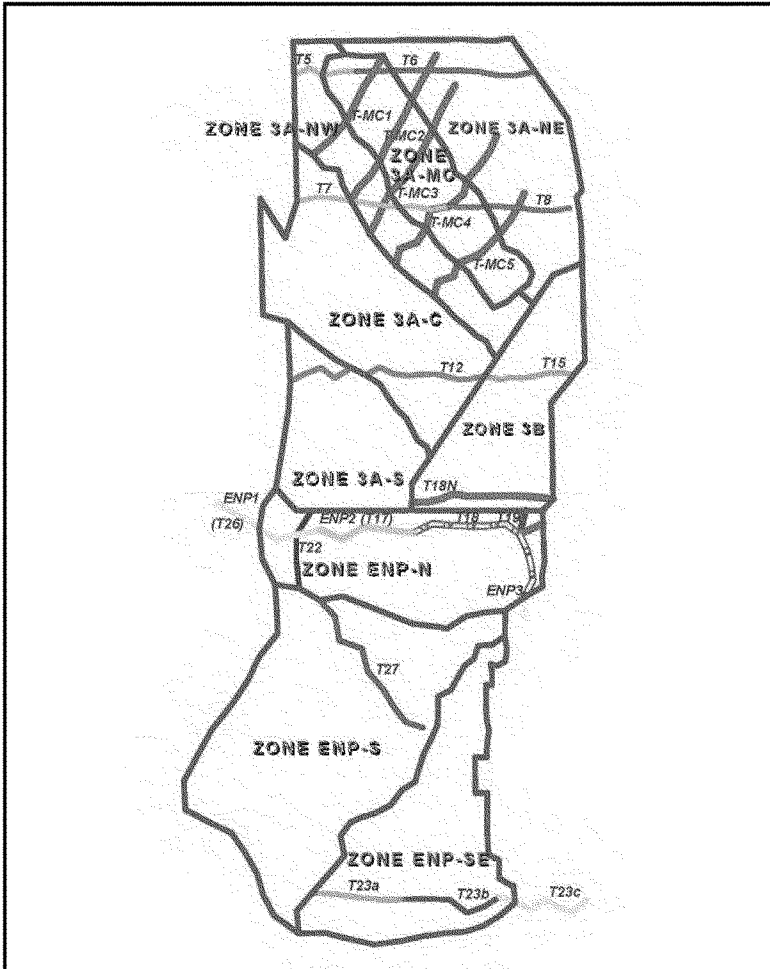 T5
T6
ZONE 3A-NW
T-MC1
T-MC2
ZONE 3A-NE
ZONE
3A-MC
T-MC3
T7
T8
T-MC4
T-MC5
ZONE 3A-C
T12
T15
ZONE 3B
ZONE 3A-S
T18N
ENP1
(T26)
ENP2 (T17)
T18
T19
T22
ZONE ENP-N
ENP3
T27
ZONE ENP-S
ZONE ENP-SE
T23a
T23b
T23c